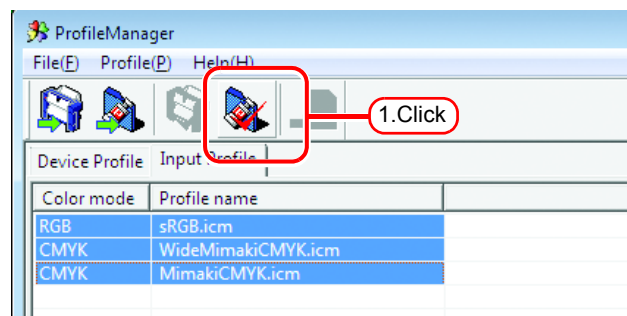 ProfileManager
File(F) Profile(P) Help(H)
1.Click
Device Profile Input Profile
Color mode Profile name
RGB sRGB.icm
CMYK WideMimakiCMYK.icm
CMYK MimakiCMYK.icm